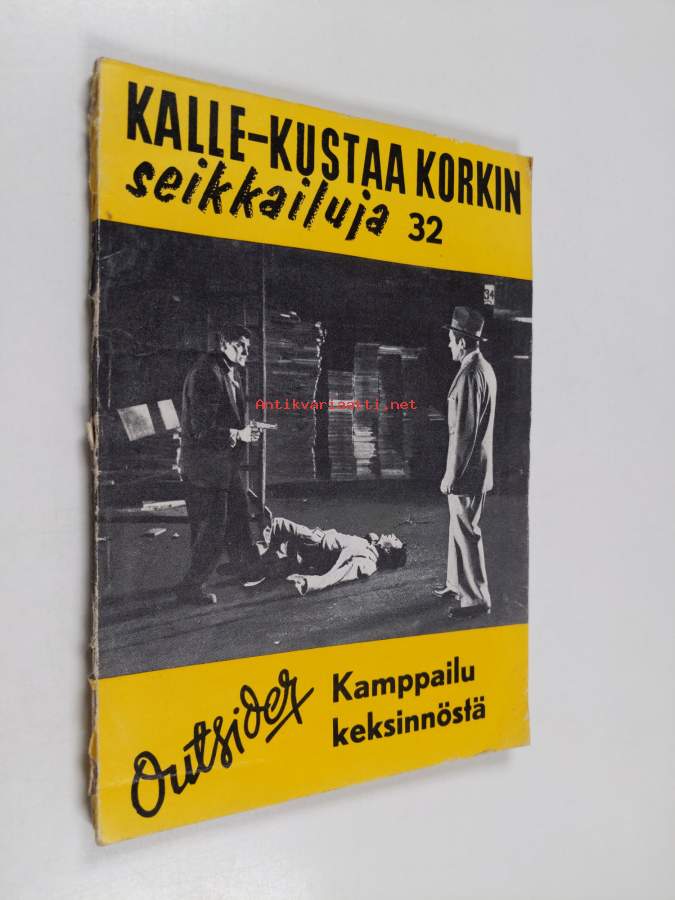 KALLE-KUSTAA KORKIN
seikkailuja 32
34
Antikvariaatti.net
Outsider
Kamppailu
keksinnöstä